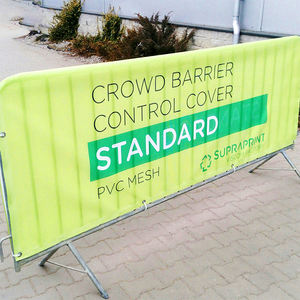 CROWD BARRIER
CONTROL COVER
STANDARD
PVC MESH
SUPRAPRINT